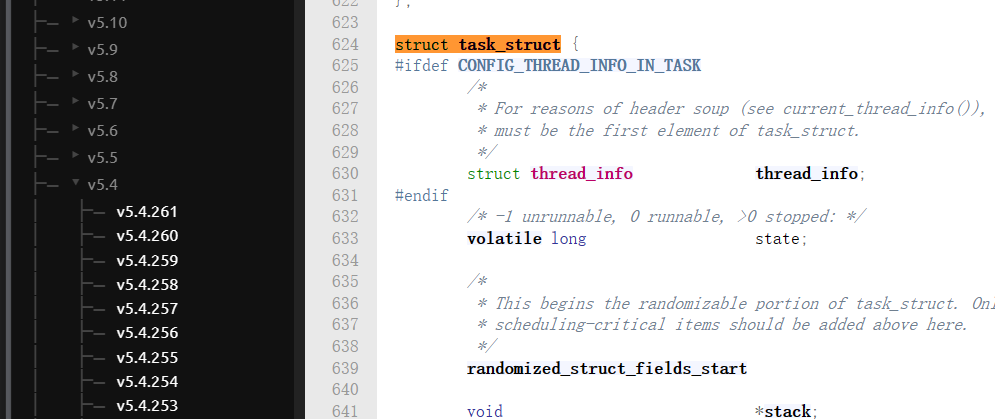 v5.10
v5.9
v5.8
v5.7
v5.6
v5.5
v5.4
v5.4.261
v5.4.260
v5.4.259
v5.4.258
v5.4.257
v5.4.256
v5.4.255
v5.4.254
v5.4.253
623
624 struct task_struct {
625 #ifdef CONFIG_THREAD_INFO_IN_TASK
626 /*
627 * For reasons of header soup (see current_thread_info()),
628 * must be the first element of task_struct.
629 */
630 struct thread_info thread_info;
631 #endif
632 /* -1 unrunnable, 0 runnable, >0 stopped: */
633 volatile long state;
634
635 /*
636 * This begins the randomizable portion of task_struct.
637 * scheduling-critical items should be added above here.
638 */
639 randomized_struct_fields_start
640
641 void *stack;